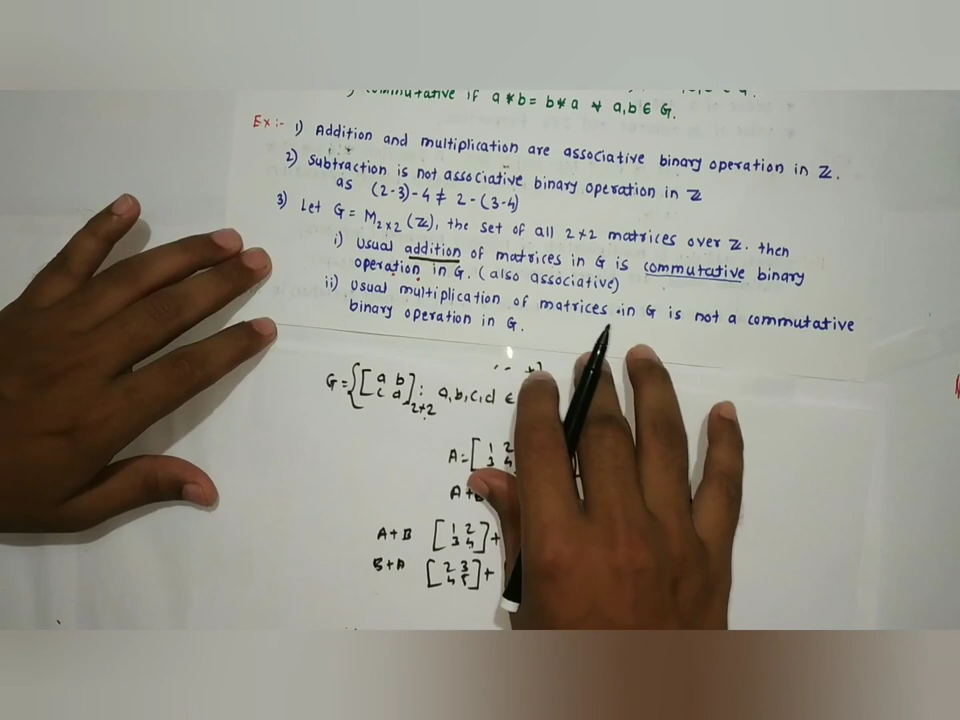 commutative if a * b = b * a ∀ a, b ∈ G.
Ex:- 1) Addition and multiplication are associative binary operation in ℤ.
2) Subtraction is not associative binary operation in ℤ
as (2-3)-4 ≠ 2-(3-4)
3) Let G = M₂ₓ₂(ℤ), the set of all 2×2 matrices over ℤ. then
i) Usual addition of matrices in G is commutative binary
operation in G. (also associative)
ii) Usual multiplication of matrices in G is not a commutative
binary operation in G.
G = {[a b
c d]₂ₓ₂ : a, b, c, d ∈
A = [1 2
3 4
A +
A + B [1 2
3 4] +
B + A [2 3
4 5] +